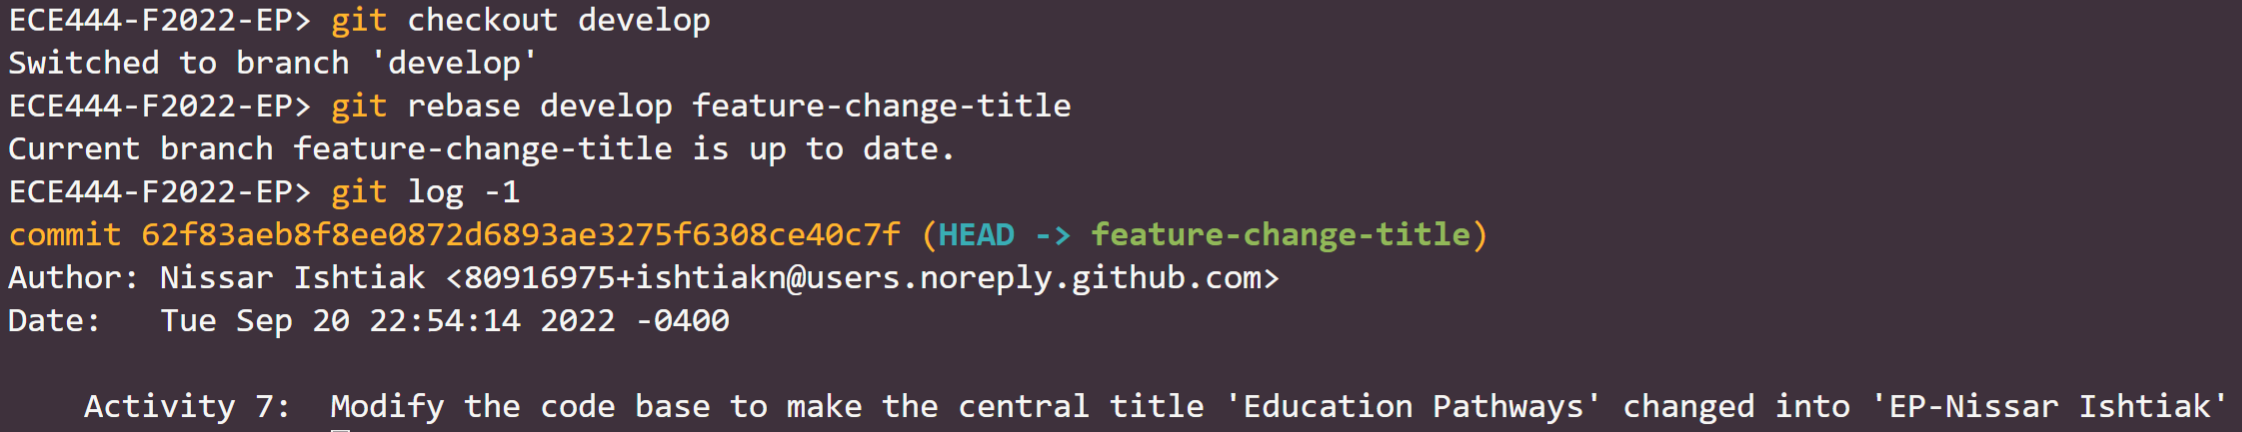 ECE444-F2022-EP> git checkout develop
Switched to branch 'develop'
ECE444-F2022-EP> git rebase develop feature-change-title
Current branch feature-change-title is up to date.
ECE444-F2022-EP> git log -1
commit 62f83aeb8f8ee0872d6893ae3275f6308ce40c7f (HEAD -> feature-change-title)
Author: Nissar Ishtiak <80916975+ishtiakn@users.noreply.github.com>
Date:   Tue Sep 20 22:54:14 2022 -0400
    Activity 7:  Modify the code base to make the central title 'Education Pathways' changed into 'EP-Nissar Ishtiak'